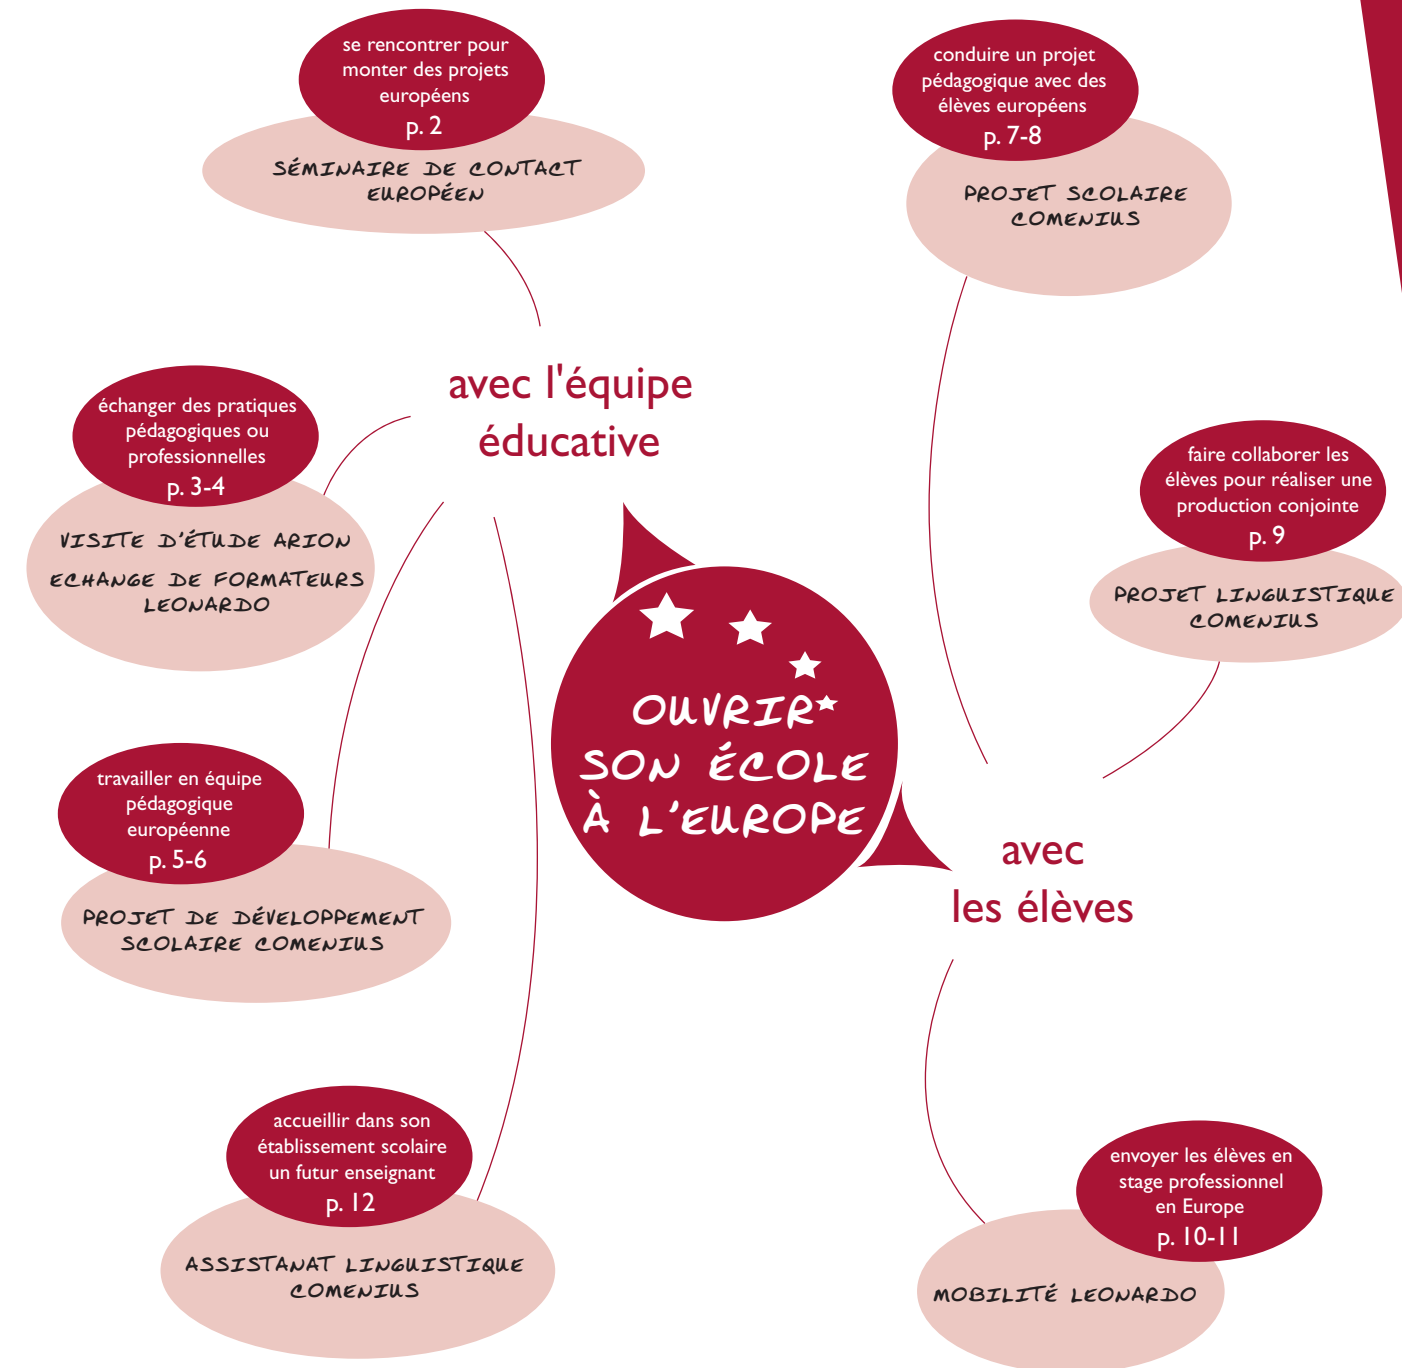 se rencontrer pour
monter des projets
européens
p. 2
SÉMINAIRE DE CONTACT
EUROPÉEN
conduire un projet
pédagogique avec des
élèves européens
p. 7-8
PROJET SCOLAIRE
COMENIUS
avec l'équipe
éducative
échanger des pratiques
pédagogiques ou
professionnelles
p. 3-4
VISITE D'ÉTUDE ARION
ECHANGE DE FORMATEURS
LEONARDO
faire collaborer les
élèves pour réaliser une
production conjointe
p. 9
PROJET LINGUISTIQUE
COMENIUS
OUVRIR
SON ÉCOLE
À L'EUROPE
travailler en équipe
pédagogique
européenne
p. 5-6
PROJET DE DÉVELOPPEMENT
SCOLAIRE COMENIUS
avec
les élèves
accueillir dans son
établissement scolaire
un futur enseignant
p. 12
ASSISTANAT LINGUISTIQUE
COMENIUS
envoyer les élèves en
stage professionnel
en Europe
p. 10-11
MOBILITÉ LEONARDO